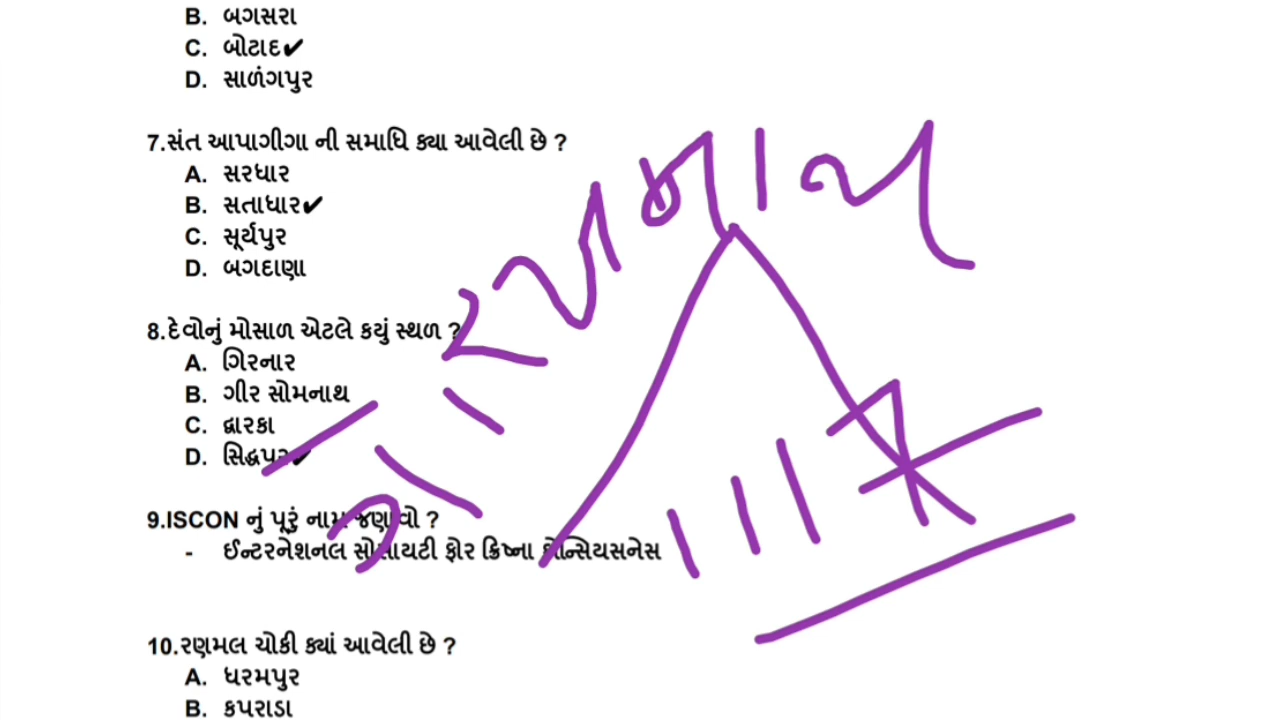 B. બગસરા
C. બોટાદ✔
D. સાળંગપુર
7.સંત આપાગીગા ની સમાધિ ક્યા આવેલી છે ?
A. સરધાર
B. સતાધાર✔
C. સૂર્યપુર
D. બગદાણા
8.દેવોનું મોસાળ એટલે કયું સ્થળ ?
A. ગિરનાર
B. ગીર સોમનાથ
C. દ્વારકા
D. સિદ્ધપુર✔
9.ISCON નું પૂરું નામ જણાવો ?
- ઈન્ટરનેશનલ સોસાયટી ફોર ક્રિષ્ના કોન્સિયસનેસ
10.રણમલ ચોકી ક્યાં આવેલી છે ?
A. ધરમપુર
B. કપરાડા